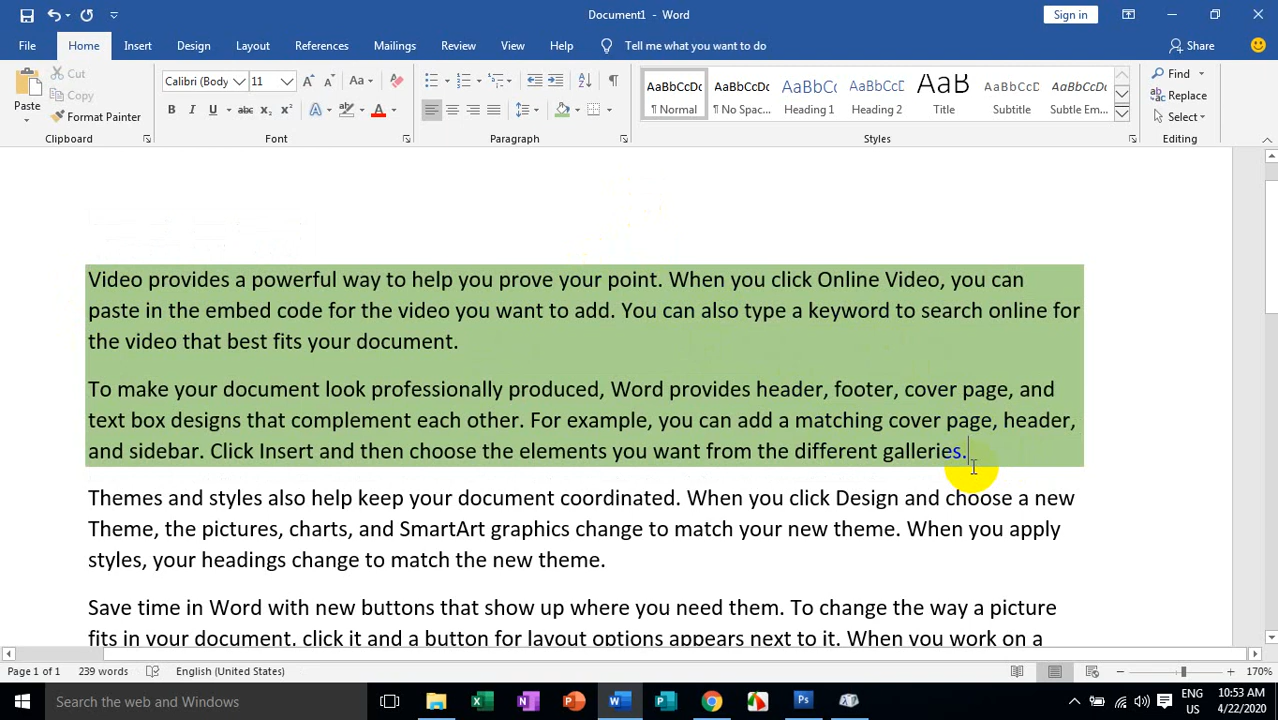 Document1 - Word
Sign in
File Home Insert Design Layout References Mailings Review View Help Tell me what you want to do Share
Paste
Cut
Copy
Format Painter
Clipboard
Calibri (Body 11
Aa
B I U abc x₂ x² A A
Font
Paragraph
AaBbCcDc AaBbCcDc AaBbCc AaBbCcD AaB AaBbCcD AaBbCcDc
¶ Normal ¶ No Spac... Heading 1 Heading 2 Title Subtitle Subtle Em...
Styles
Find
Replace
Select
Editing
Video provides a powerful way to help you prove your point. When you click Online Video, you can
paste in the embed code for the video you want to add. You can also type a keyword to search online for
the video that best fits your document.
To make your document look professionally produced, Word provides header, footer, cover page, and
text box designs that complement each other. For example, you can add a matching cover page, header,
and sidebar. Click Insert and then choose the elements you want from the different galleries.
Themes and styles also help keep your document coordinated. When you click Design and choose a new
Theme, the pictures, charts, and SmartArt graphics change to match your new theme. When you apply
styles, your headings change to match the new theme.
Save time in Word with new buttons that show up where you need them. To change the way a picture
fits in your document, click it and a button for layout options appears next to it. When you work on a
Page 1 of 1 239 words English (United States) 170%
Search the web and Windows
ENG
US
10:53 AM
4/22/2020